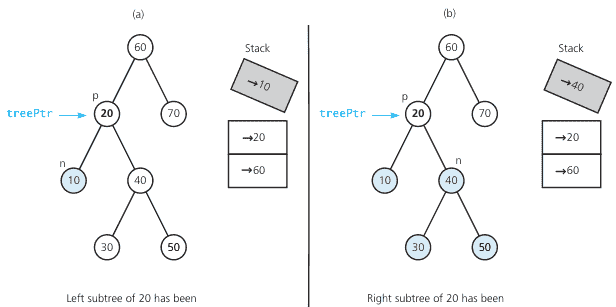 (a)
60
Stack
→10
p
treePtr
20
70
→20
n
10
40
→60
30
50
Left subtree of 20 has been
(b)
60
Stack
→40
p
treePtr
20
70
→20
n
10
40
→60
30
50
Right subtree of 20 has been